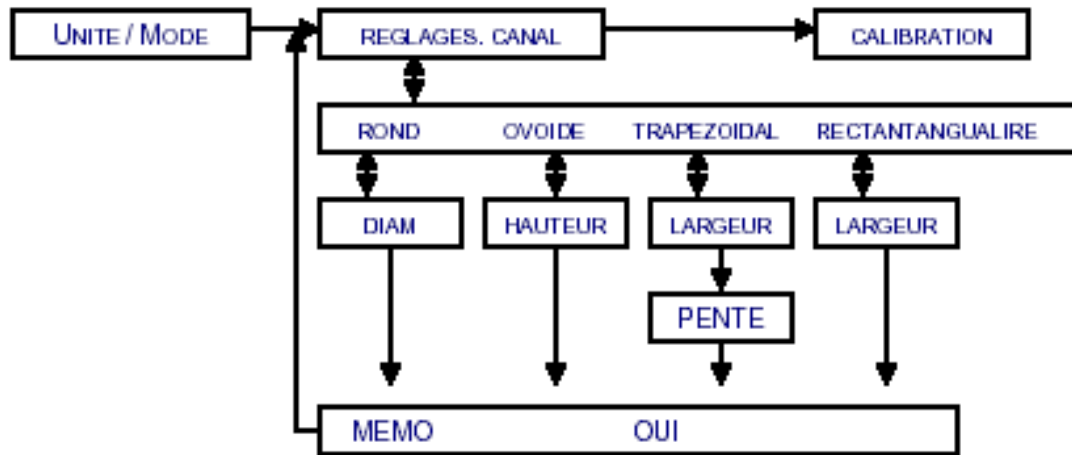 UNITE / MODE REGLAGES. CANAL CALIBRATION
ROND OVOIDE TRAPEZOIDAL RECTANTANGUALIRE
DIAM HAUTEUR LARGEUR LARGEUR
PENTE
MEMO OUI